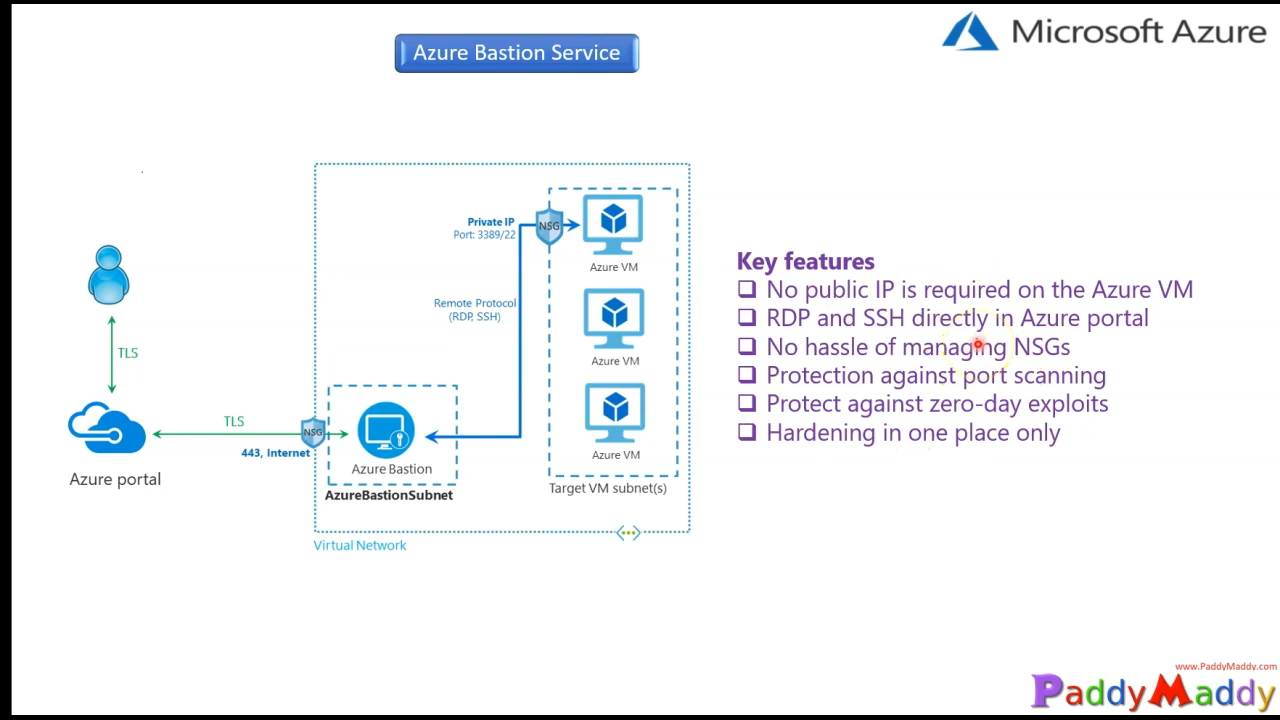 Azure Bastion Service
Microsoft Azure
Private IP
Port: 3389/22
NSG
Azure VM
Remote Protocol
(RDP, SSH)
Azure VM
Azure VM
Target VM subnet(s)
TLS
TLS
NSG
443, Internet
Azure portal
Azure Bastion
AzureBastionSubnet
Virtual Network
Key features
No public IP is required on the Azure VM
RDP and SSH directly in Azure portal
No hassle of managing NSGs
Protection against port scanning
Protect against zero-day exploits
Hardening in one place only
www.PaddyMaddy.com
PaddyMaddy